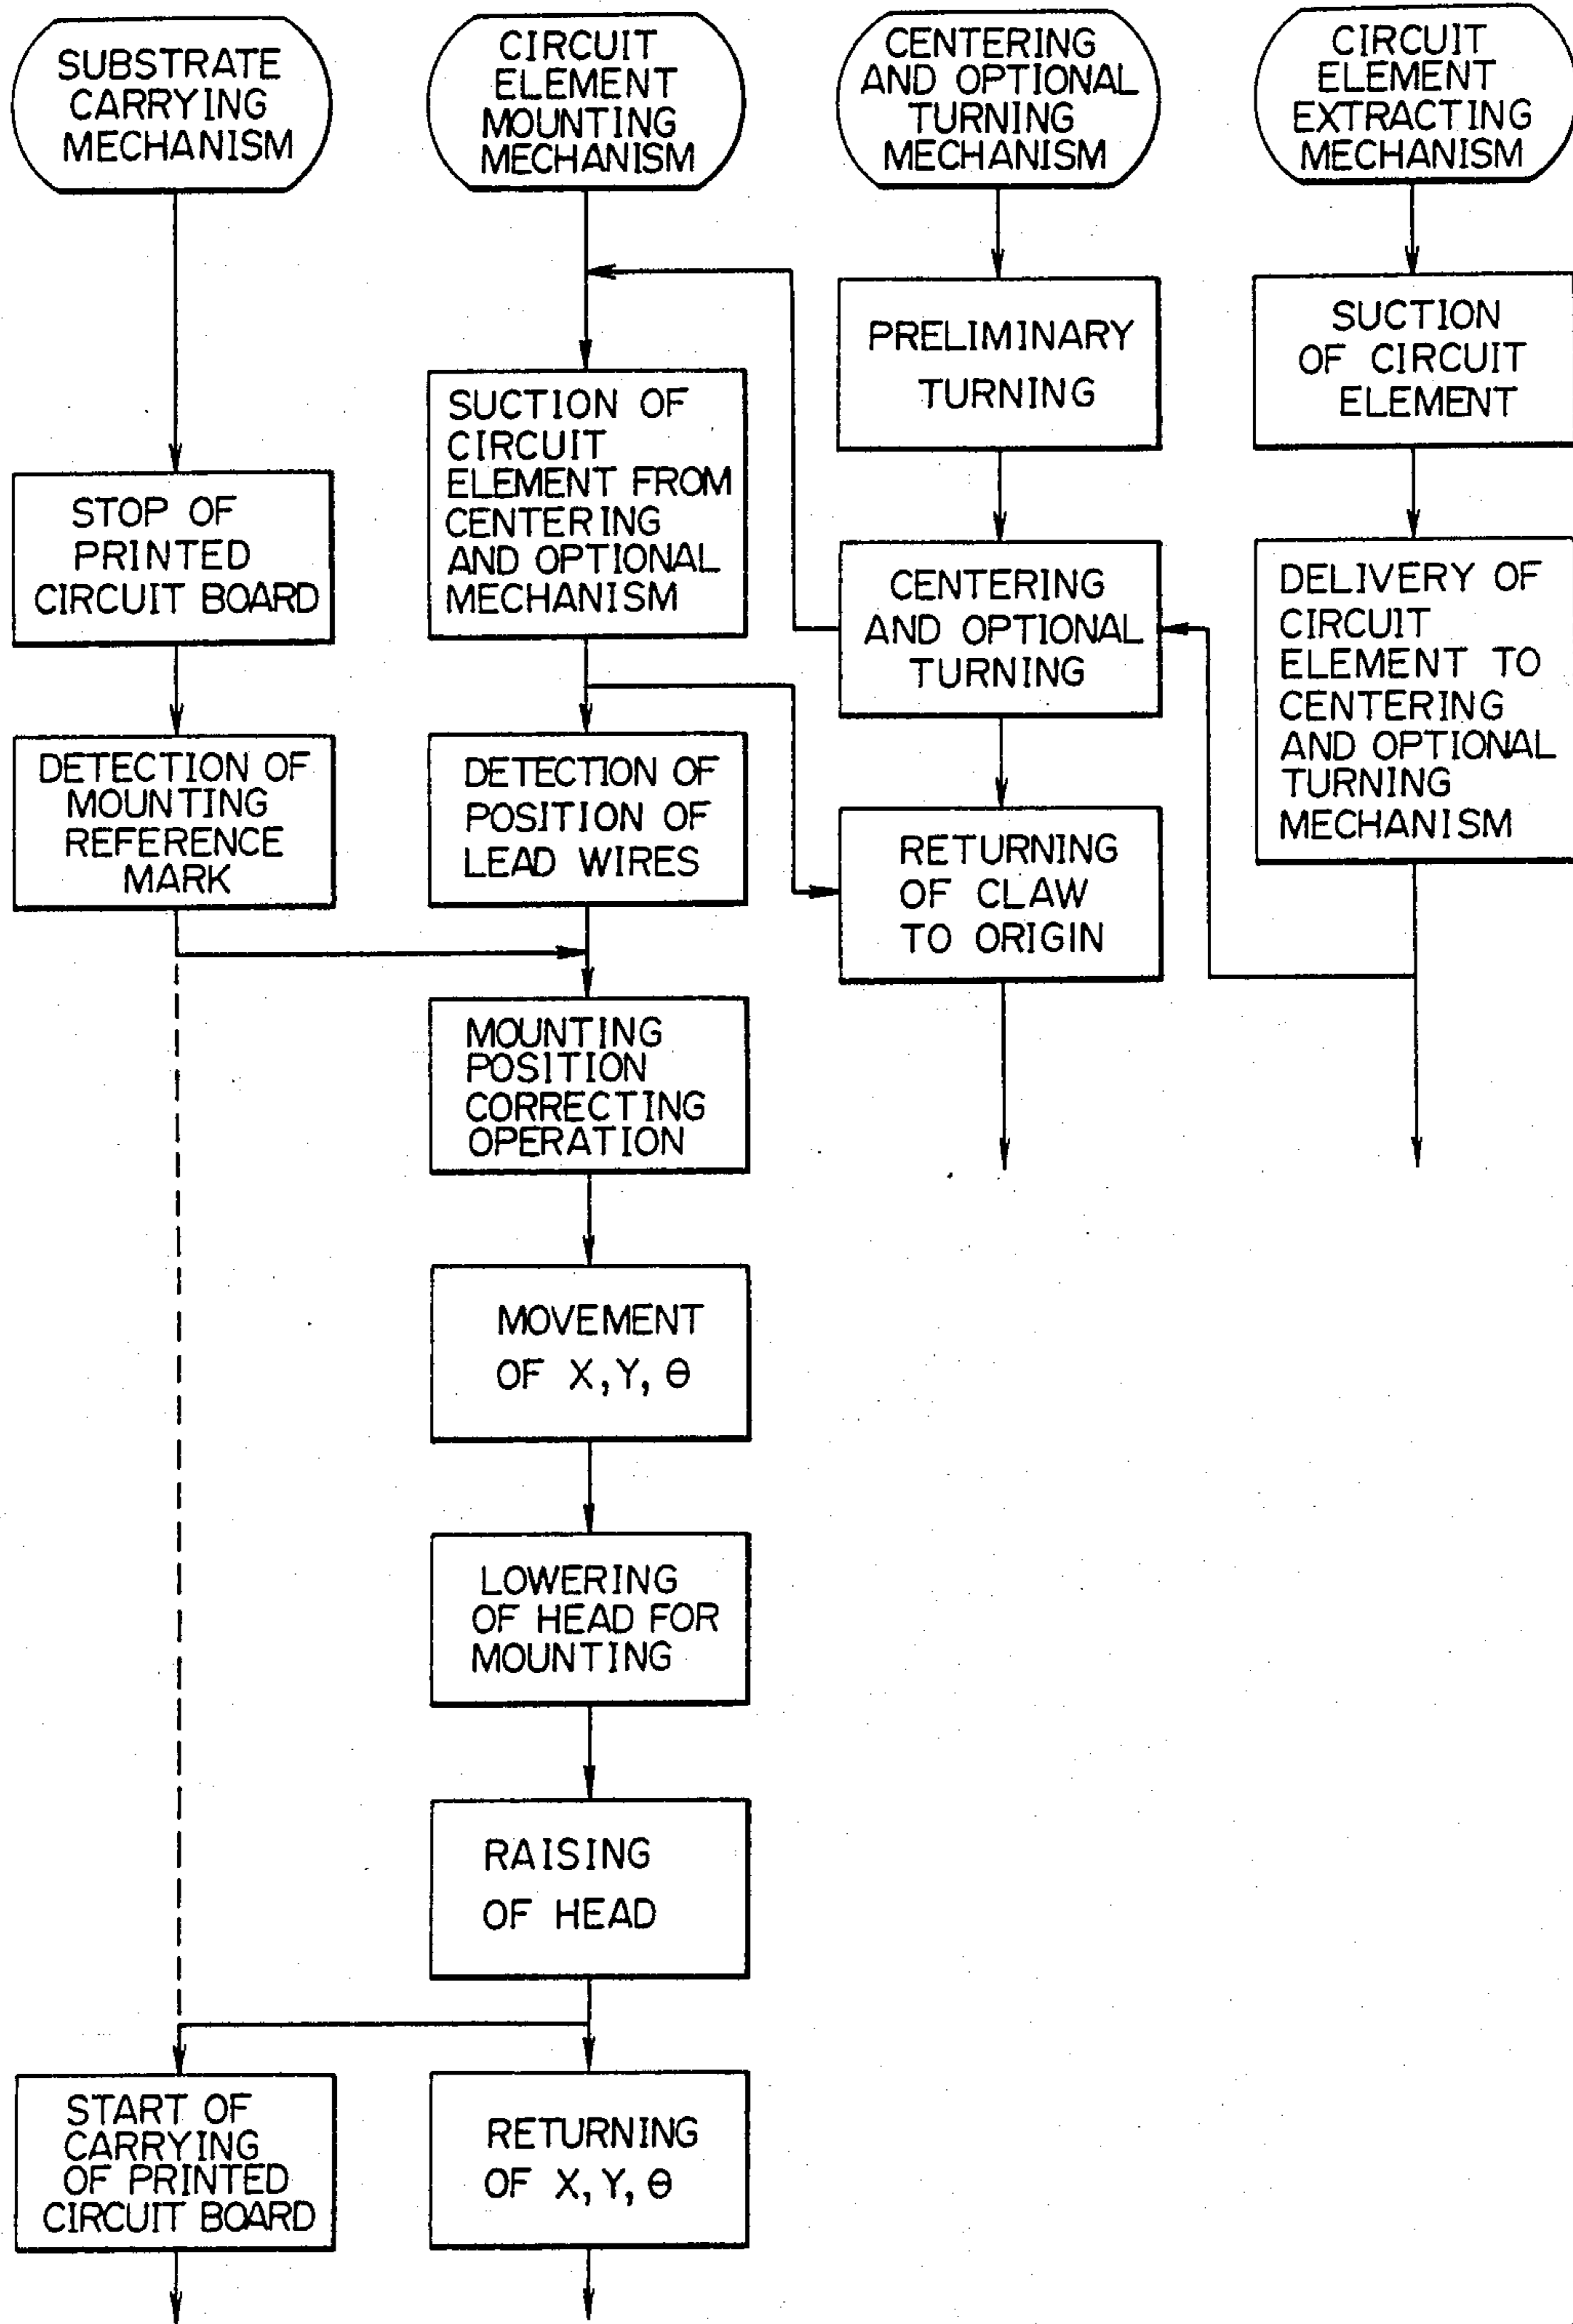 SUBSTRATE
CARRYING
MECHANISM
CIRCUIT
ELEMENT
MOUNTING
MECHANISM
CENTERING
AND OPTIONAL
TURNING
MECHANISM
CIRCUIT
ELEMENT
EXTRACTING
MECHANISM
STOP OF
PRINTED
CIRCUIT BOARD
DETECTION OF
MOUNTING
REFERENCE
MARK
START OF
CARRYING
OF PRINTED
CIRCUIT BOARD
SUCTION OF
CIRCUIT
ELEMENT FROM
CENTERING
AND OPTIONAL
MECHANISM
DETECTION OF
POSITION OF
LEAD WIRES
MOUNTING
POSITION
CORRECTING
OPERATION
MOVEMENT
OF X, Y, θ
LOWERING
OF HEAD FOR
MOUNTING
RAISING
OF HEAD
RETURNING
OF X, Y, θ
PRELIMINARY
TURNING
CENTERING
AND OPTIONAL
TURNING
RETURNING
OF CLAW
TO ORIGIN
SUCTION
OF CIRCUIT
ELEMENT
DELIVERY OF
CIRCUIT
ELEMENT TO
CENTERING
AND OPTIONAL
TURNING
MECHANISM